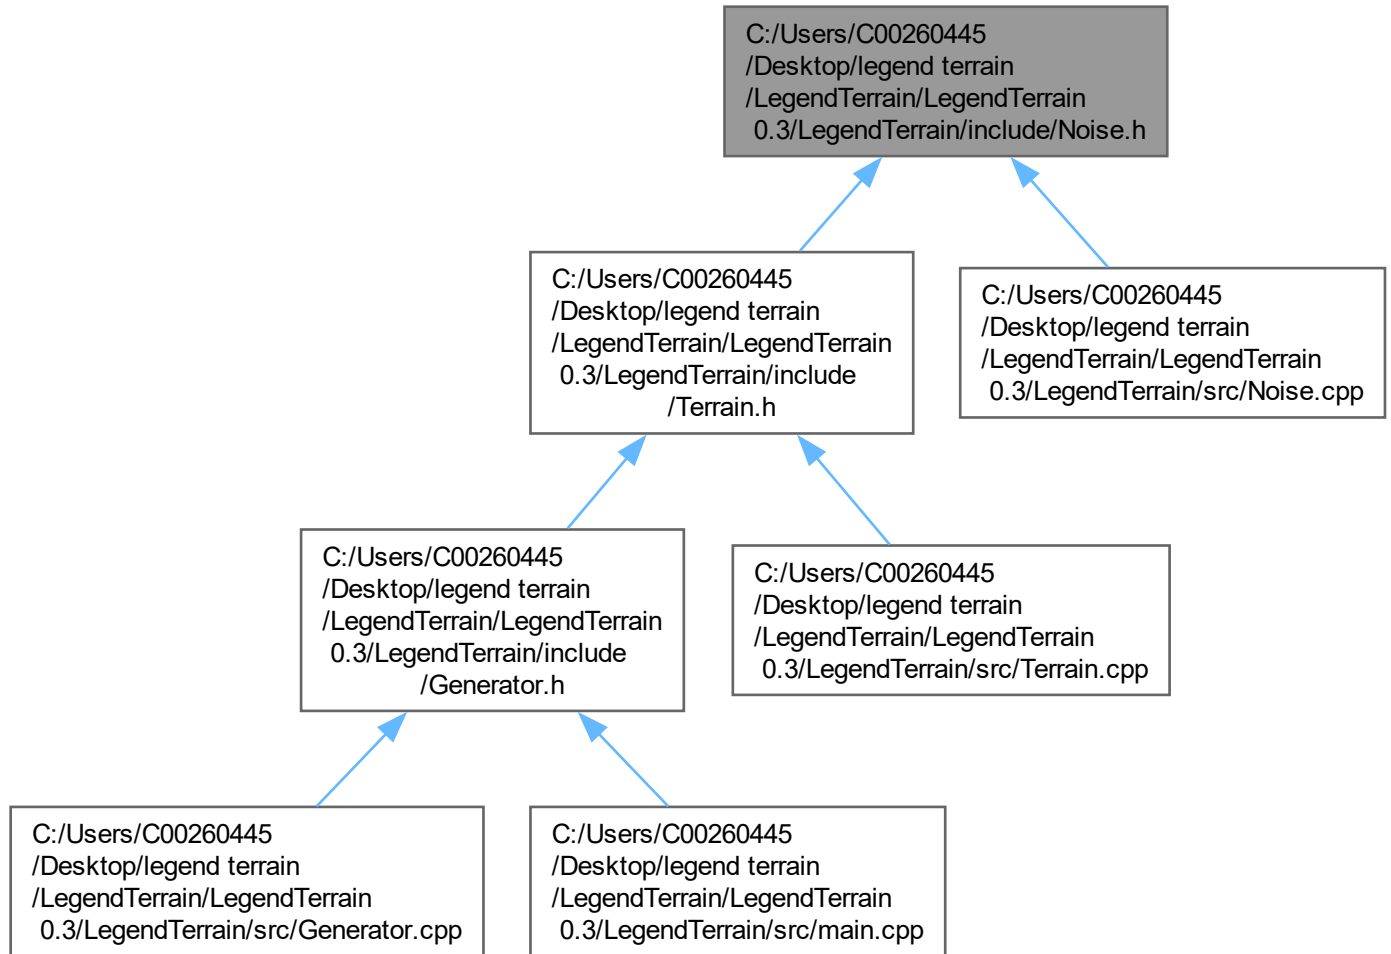 C:/Users/C00260445
/Desktop/legend terrain
/LegendTerrain/LegendTerrain
0.3/LegendTerrain/include/Noise.h
C:/Users/C00260445
/Desktop/legend terrain
/LegendTerrain/LegendTerrain
0.3/LegendTerrain/include
/Terrain.h
C:/Users/C00260445
/Desktop/legend terrain
/LegendTerrain/LegendTerrain
0.3/LegendTerrain/src/Noise.cpp
C:/Users/C00260445
/Desktop/legend terrain
/LegendTerrain/LegendTerrain
0.3/LegendTerrain/include
/Generator.h
C:/Users/C00260445
/Desktop/legend terrain
/LegendTerrain/LegendTerrain
0.3/LegendTerrain/src/Terrain.cpp
C:/Users/C00260445
/Desktop/legend terrain
/LegendTerrain/LegendTerrain
0.3/LegendTerrain/src/Generator.cpp
C:/Users/C00260445
/Desktop/legend terrain
/LegendTerrain/LegendTerrain
0.3/LegendTerrain/src/main.cpp